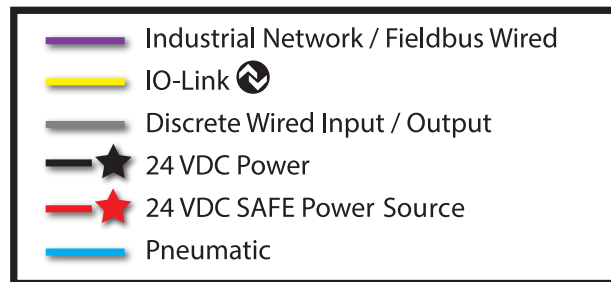 Industrial Network / Fieldbus Wired
IO-Link
Discrete Wired Input / Output
24 VDC Power
24 VDC SAFE Power Source
Pneumatic